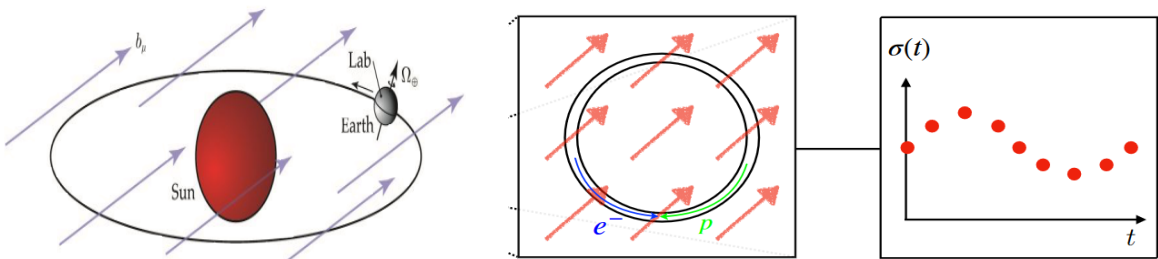 b_μ
Lab
Ω_⊕
Earth
Sun
e⁻
p
σ(t)
t